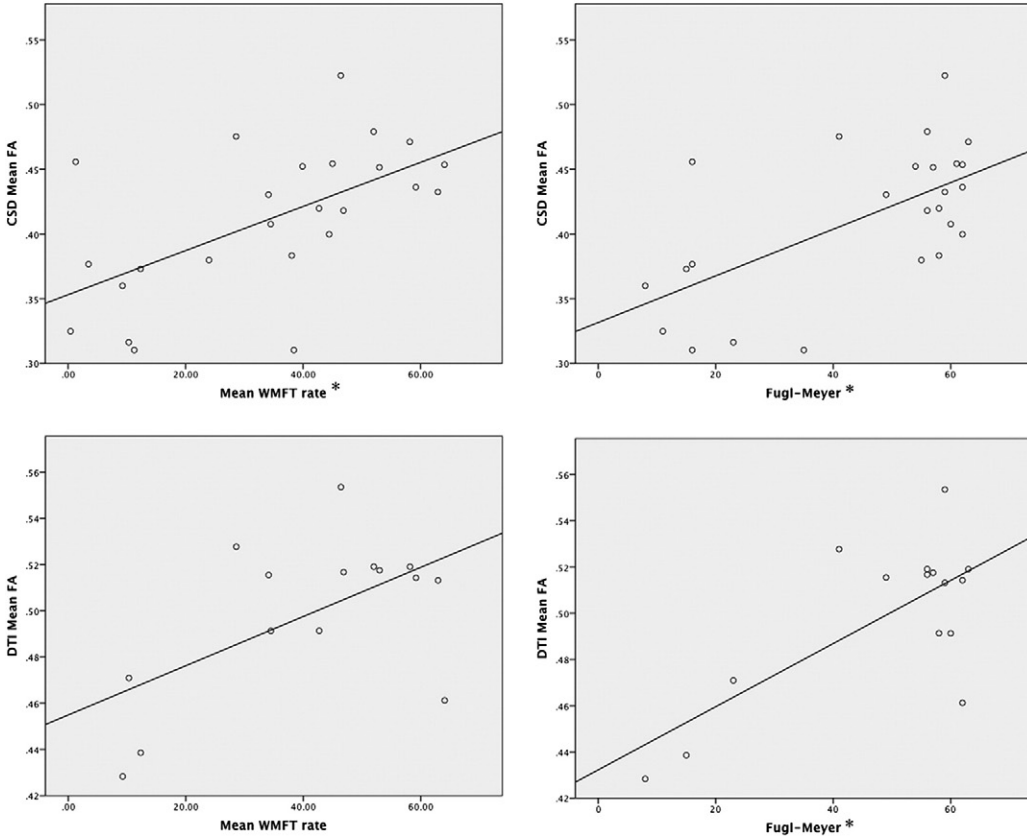 .55
.50
.45
.40
.35
.30
CSD Mean FA
.00 20.00 40.00 60.00
Mean WMFT rate *
.55
.50
.45
.40
.35
.30
CSD Mean FA
0 20 40 60
Fugl-Meyer *
.56
.54
.52
.50
.48
.46
.44
.42
DTI Mean FA
.00 20.00 40.00 60.00
Mean WMFT rate
.56
.54
.52
.50
.48
.46
.44
.42
DTI Mean FA
0 20 40 60
Fugl-Meyer *